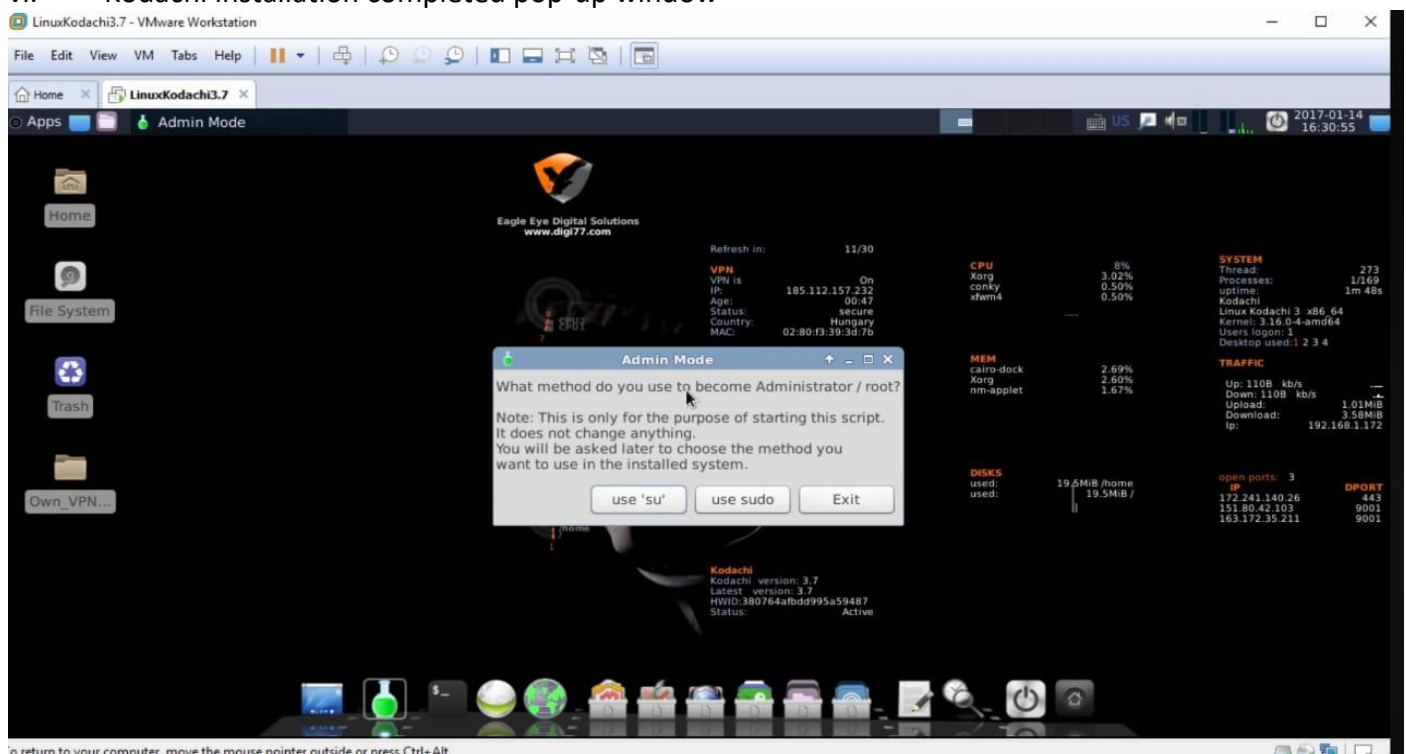 VMware Workstation
LinuxKodachi3.7 - VMware Workstation
File Edit View VM Tabs Help
Home
LinuxKodachi3.7
Apps
Admin Mode
US
2017-01-14
16:30:55
Home
File System
Trash
Own_VPN...
Eagle Eye Digital Solutions
www.digi77.com
Refresh in: 11/30
VPN
VPN is On
IP: 185.112.157.232
Age: 00:47
Status: secure
Country: Hungary
MAC: 02:80:f3:39:3d:7b
Admin Mode
What method do you use to become Administrator / root?
Note: This is only for the purpose of starting this script.
It does not change anything.
You will be asked later to choose the method you
want to use in the installed system.
use 'su'
use sudo
Exit
/home
1
Kodachi
Kodachi version: 3.7
Latest version: 3.7
HWID:380764afbdd995a59487
Status: Active
CPU 8%
Xorg 3.02%
conky 0.50%
xfwm4 0.50%
MEM
cairo-dock 2.69%
Xorg 2.60%
nm-applet 1.67%
DISKS
used: 19.5MiB /home
used: 19.5MiB /
SYSTEM
Thread: 273
Processes: 1/169
uptime: 1m 48s
Kodachi
Linux Kodachi 3 x86_64
Kernel: 3.16.0-4-amd64
Users logon: 1
Desktop used:1 2 3 4
TRAFFIC
Up: 110B kb/s
Down: 110B kb/s
Upload: 1.01MiB
Download: 3.58MiB
Ip: 192.168.1.172
open ports: 3
IP DPORT
172.241.140.26 443
151.80.42.103 9001
163.172.35.211 9001
to return to your computer, move the mouse pointer outside or press Ctrl+Alt.